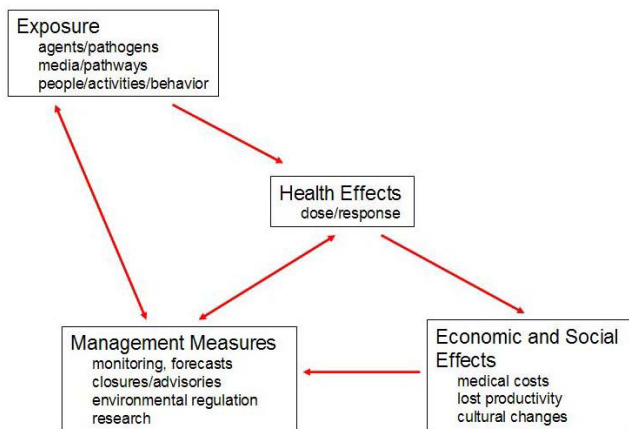 Exposure
agents/pathogens
media/pathways
people/activities/behavior
Health Effects
dose/response
Management Measures
monitoring, forecasts
closures/advisories
environmental regulation
research
Economic and Social
Effects
medical costs
lost productivity
cultural changes